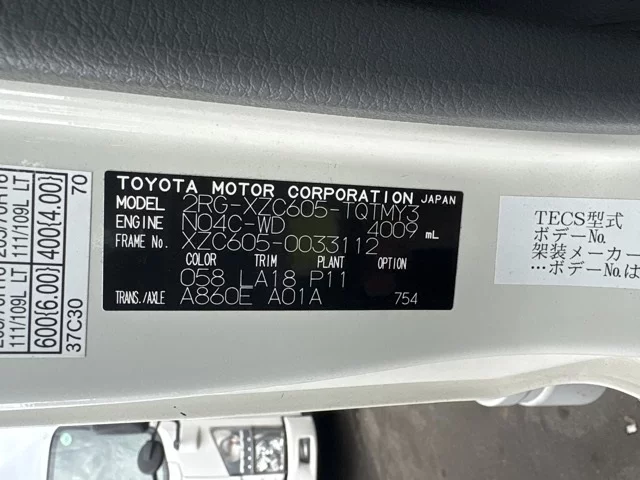 TOYOTA MOTOR CORPORATION JAPAN
MODEL 2RG-XZC605-TQTMY3
ENGINE N04C-WD 4009 mL
FRAME No. XZC605-0033112
COLOR TRIM PLANT OPTION
058 LA18 P11
TRANS./AXLE A860E A01A 754
TECS型式
ボデーNo.
架装メーカー
…ボデーNo.は
111/109L LT 111/109L LT
600(6.00) 400(4.00)
37C30 70